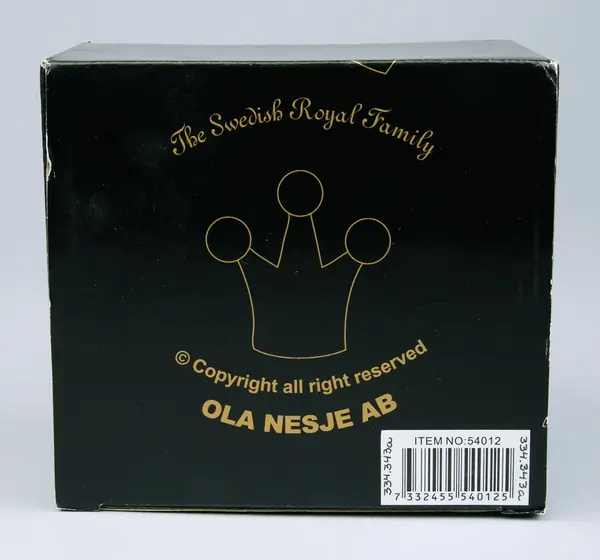 The Swedish Royal Family
© Copyright all right reserved
OLA NESJE AB
ITEM NO:54012
334.343a
334.343a
7 332455 540125